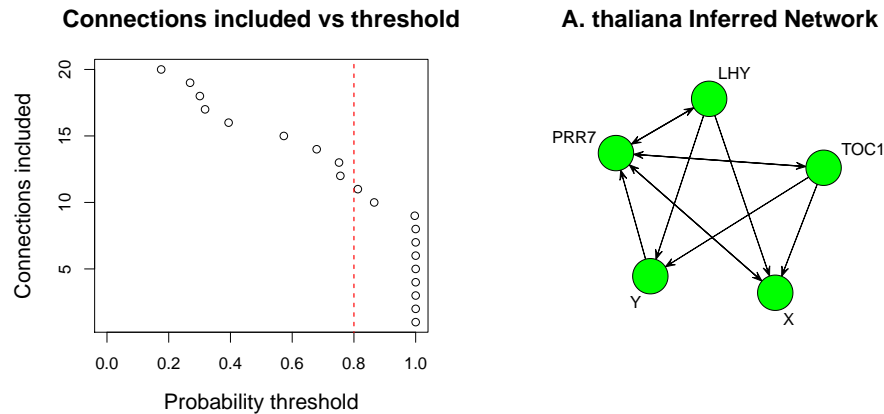 Connections included vs threshold
A. thaliana Inferred Network
Connections included
20
15
10
5
0.0 0.2 0.4 0.6 0.8 1.0
Probability threshold
LHY
PRR7
TOC1
Y
X